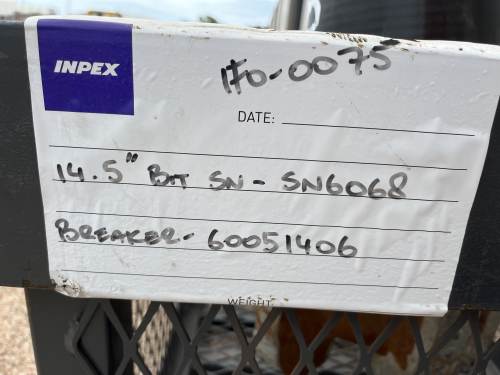 INPEX
170-0075
DATE:
14.5" BIT SN - SN6068
BREAKER - 60051406
WEIGHT